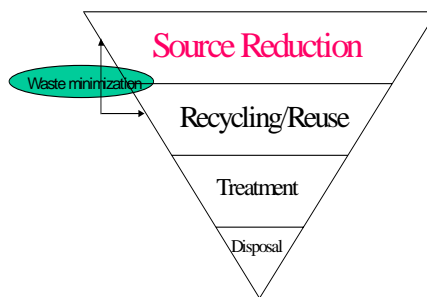 Source Reduction
Waste minimization
Recycling/Reuse
Treatment
Disposal